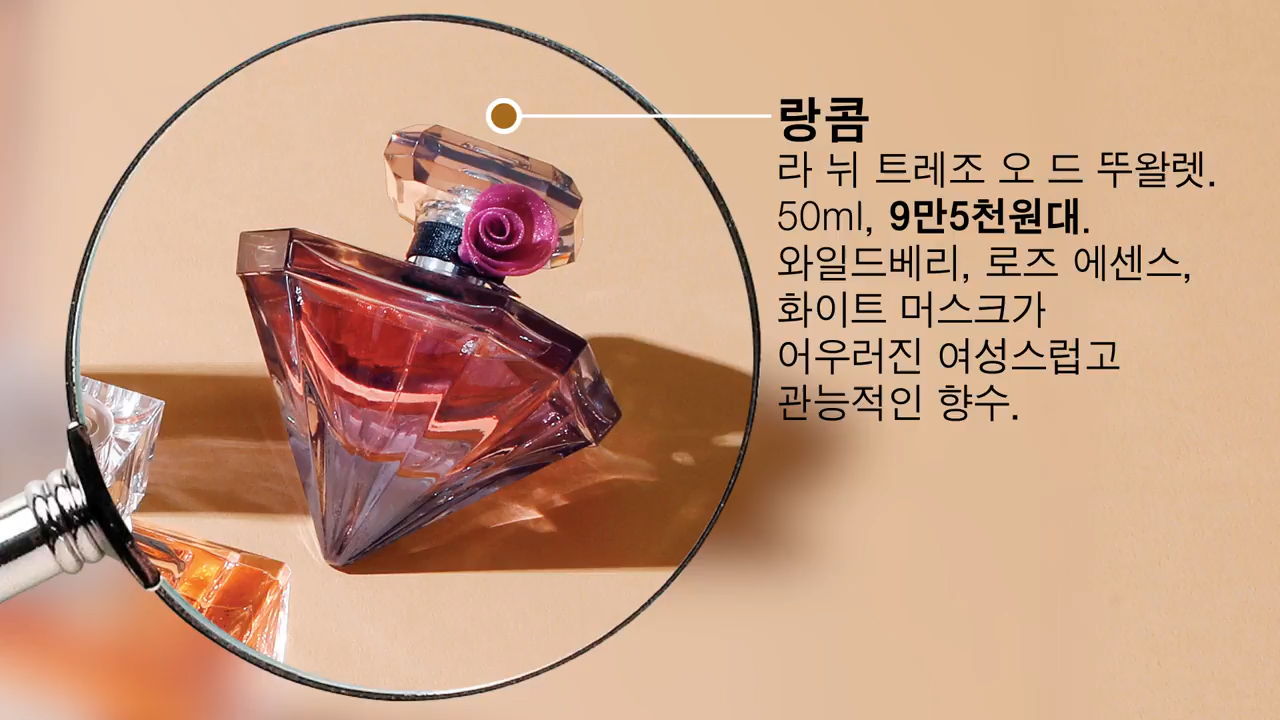 랑콤
라 뉘 트레조 오 드 뚜왈렛.
50ml, 9만5천원대.
와일드베리, 로즈 에센스,
화이트 머스크가
어우러진 여성스럽고
관능적인 향수.